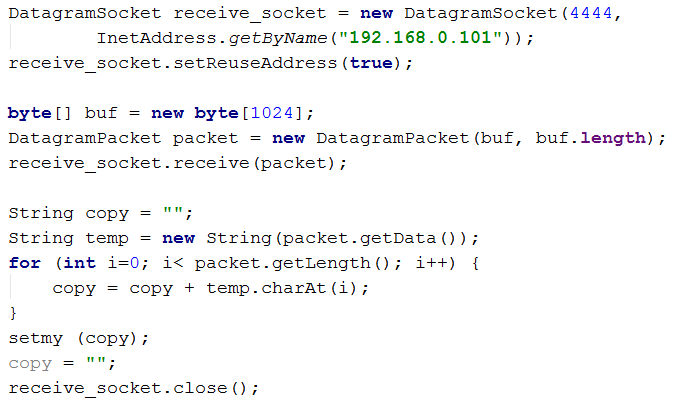 DatagramSocket receive_socket = new DatagramSocket(4444,
        InetAddress.getByName("192.168.0.101"));
receive_socket.setReuseAddress(true);

byte[] buf = new byte[1024];
DatagramPacket packet = new DatagramPacket(buf, buf.length);
receive_socket.receive(packet);

String copy = "";
String temp = new String(packet.getData());
for (int i=0; i< packet.getLength(); i++) {
    copy = copy + temp.charAt(i);
}
setmy (copy);
copy = "";
receive_socket.close();